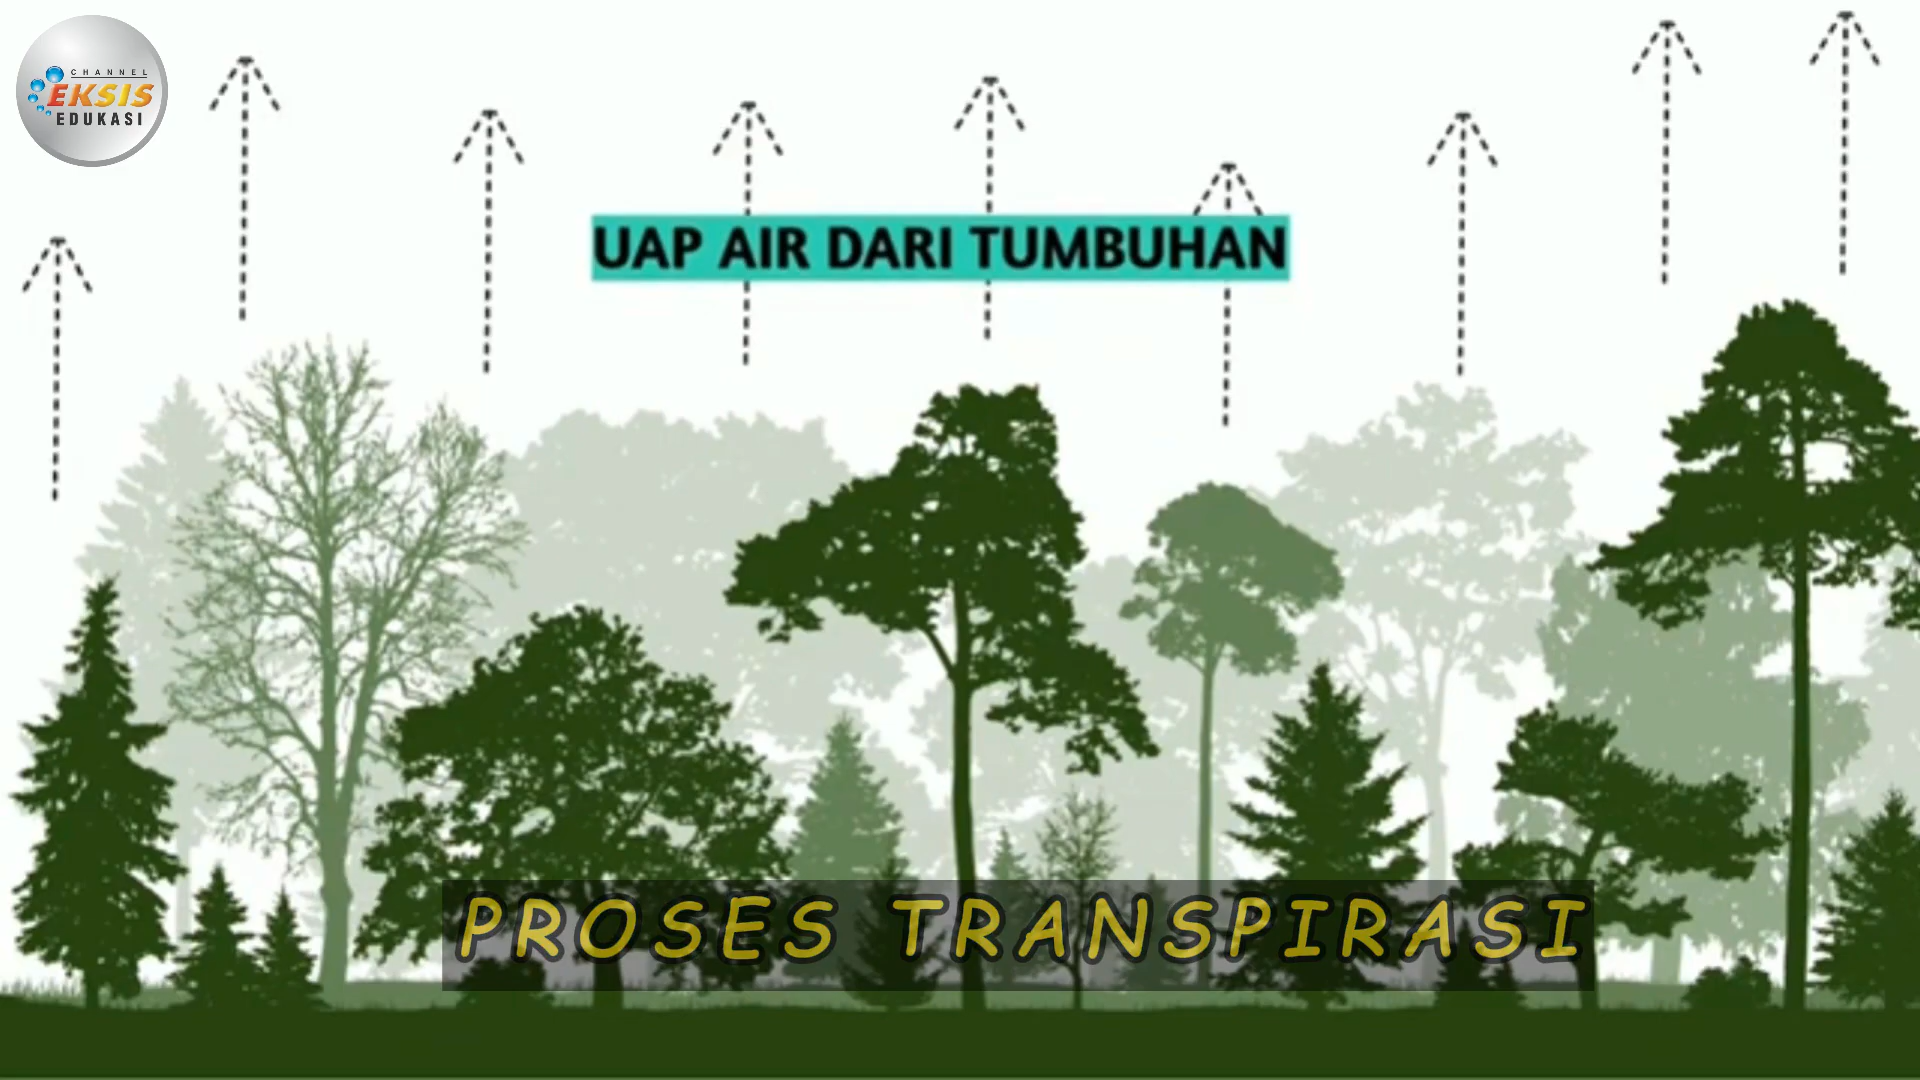 CHANNEL
EKSIS
EDUKASI
UAP AIR DARI TUMBUHAN
PROSES TRANSPIRASI